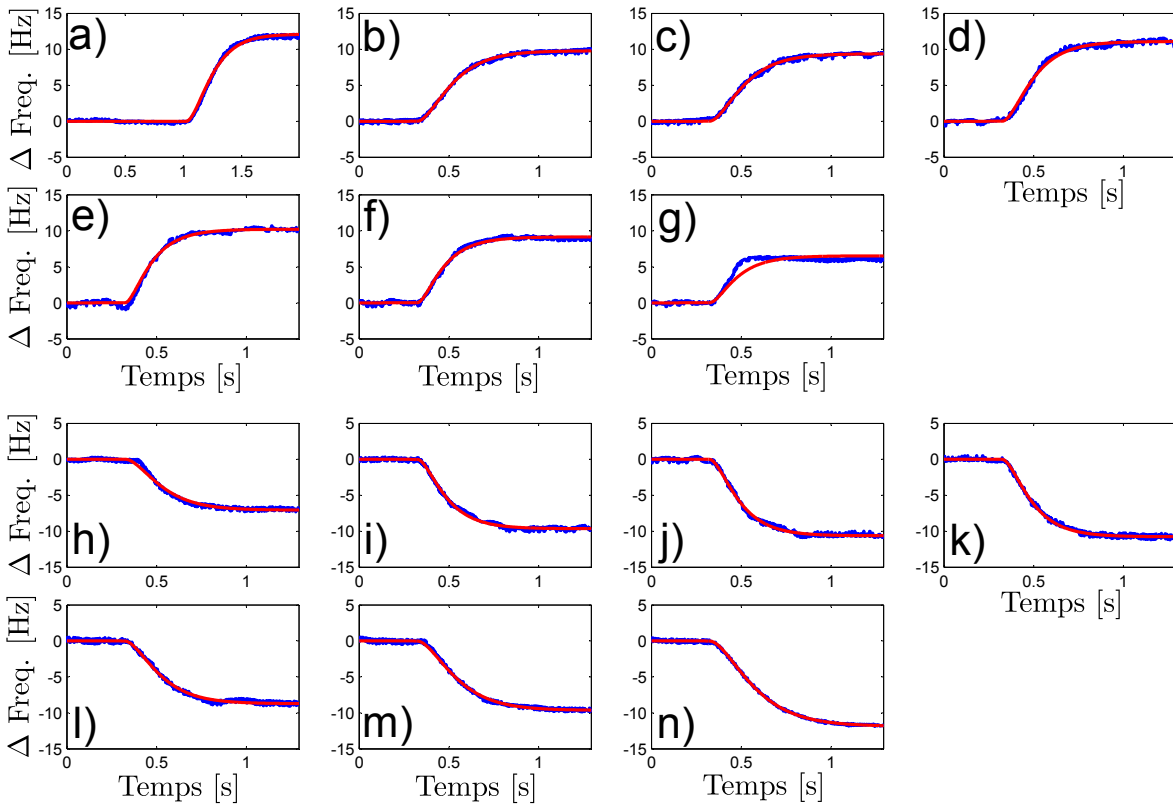 a) b) c) d)
Δ Freq. [Hz]
15 15 15 15
10 10 10 10
5 5 5 5
0 0 0 0
-5 -5 -5 -5
0 0.5 1 1.5 0 0.5 1 0 0.5 1 0 0.5 1
Temps [s]
e) f) g)
Δ Freq. [Hz]
15 15 15
10 10 10
5 5 5
0 0 0
-5 -5 -5
0 0.5 1 0 0.5 1 0 0.5 1
Temps [s] Temps [s] Temps [s]
Δ Freq. [Hz]
5 5 5 5
0 0 0 0
-5 -5 -5 -5
-10 -10 -10 -10
-15 -15 -15 -15
h) i) j) k)
0 0.5 1 0 0.5 1 0 0.5 1 0 0.5 1
Temps [s]
Δ Freq. [Hz]
5 5 5
0 0 0
-5 -5 -5
-10 -10 -10
-15 -15 -15
l) m) n)
0 0.5 1 0 0.5 1 0 0.5 1
Temps [s] Temps [s] Temps [s]